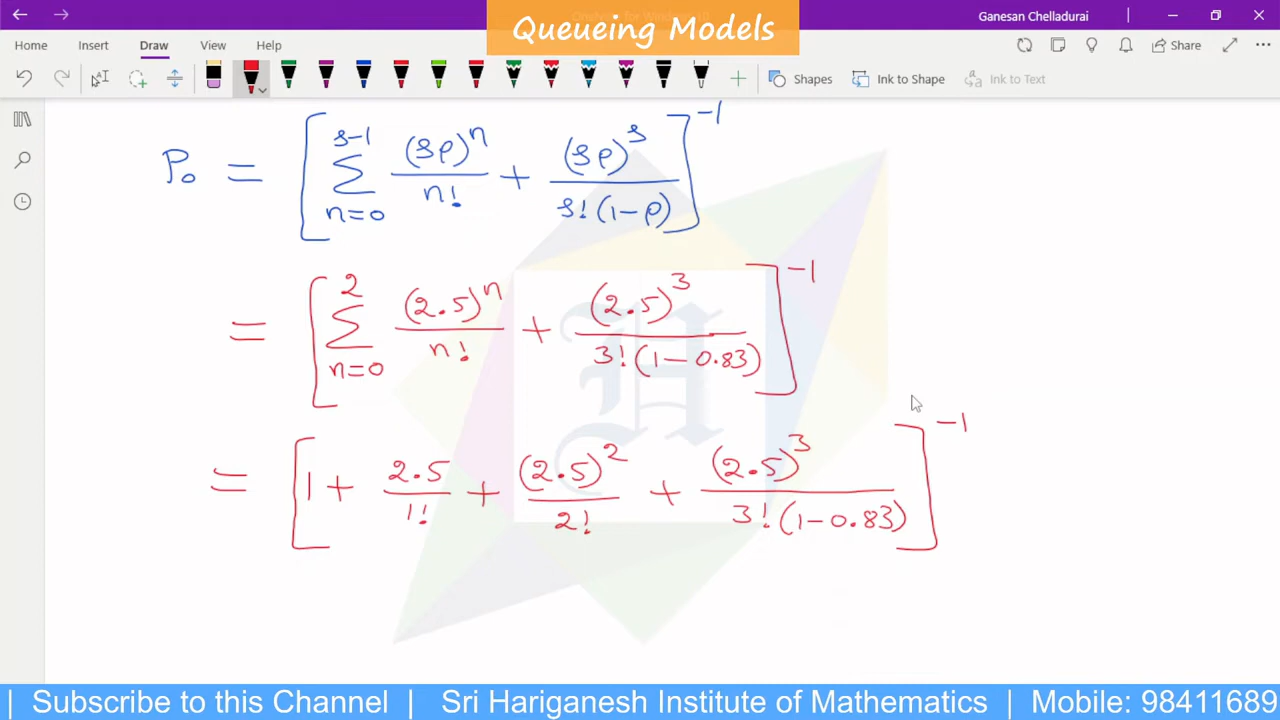 Ganesan Chelladurai
Queueing Models
Home Insert Draw View Help Share
Shapes Ink to Shape Ink to Text
P₀ = [ ∑_{n=0}^{s-1} (sρ)^n / n! + (sρ)^s / s!(1-ρ) ]^{-1}
= [ ∑_{n=0}^{2} (2.5)^n / n! + (2.5)^3 / 3!(1-0.83) ]^{-1}
= [ 1 + 2.5 / 1! + (2.5)^2 / 2! + (2.5)^3 / 3!(1-0.83) ]^{-1}
| Subscribe to this Channel | Sri Hariganesh Institute of Mathematics | Mobile: 98411689